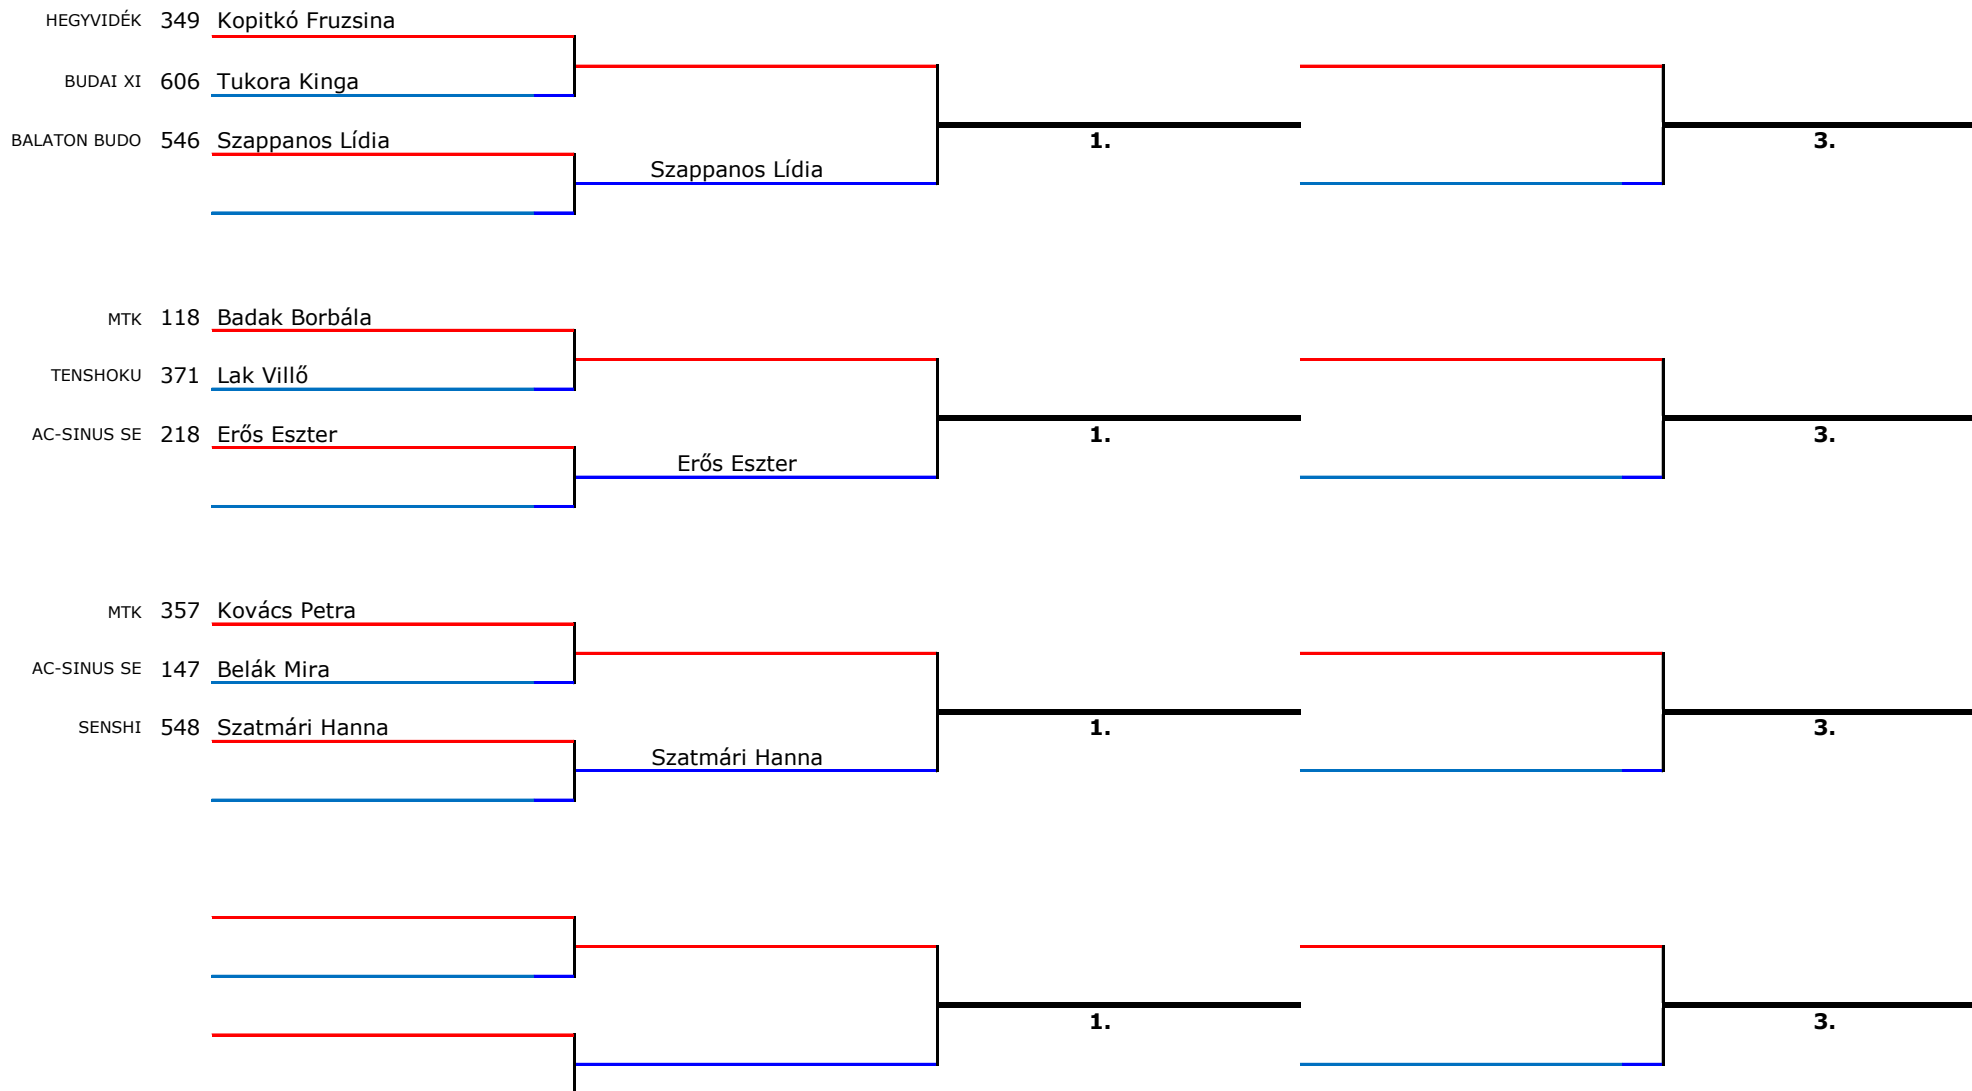 HEGYVIDÉK 349 Kopitkó Fruzsina
BUDAI XI 606 Tukora Kinga
BALATON BUDO 546 Szappanos Lídia 1. 3.
Szappanos Lídia
MTK 118 Badak Borbála
TENSHOKU 371 Lak Villő
AC-SINUS SE 218 Erős Eszter 1. 3.
Erős Eszter
MTK 357 Kovács Petra
AC-SINUS SE 147 Belák Mira
SENSHI 548 Szatmári Hanna 1. 3.
Szatmári Hanna
1. 3.